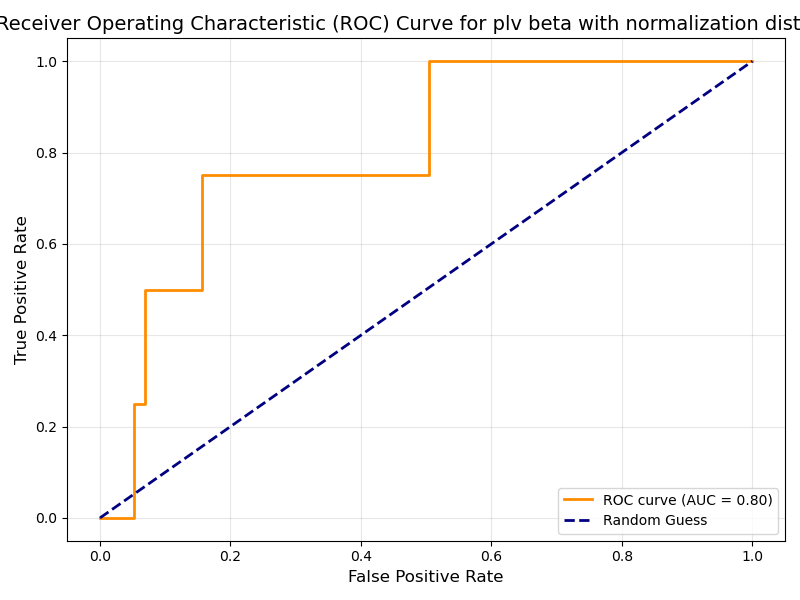 Receiver Operating Characteristic (ROC) Curve for plv beta with normalization dist
1.0
0.8
0.6
0.4
0.2
0.0
True Positive Rate
0.0 0.2 0.4 0.6 0.8 1.0
False Positive Rate
ROC curve (AUC = 0.80)
Random Guess